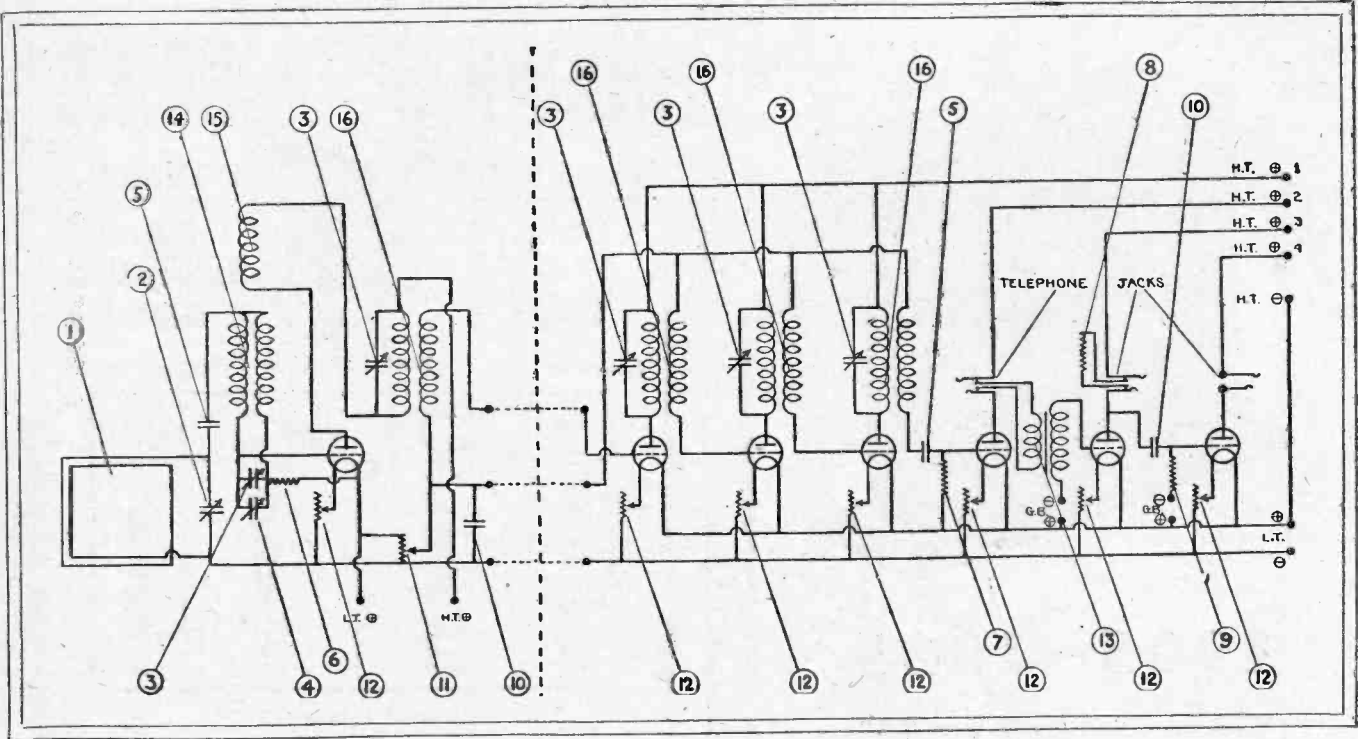 16 16 16 8
14 15 3 16 3 3 3 5 10
H.T. ⊕ 1
H.T. ⊕ 2
H.T. ⊕ 3
H.T. ⊕ 4
5
2
1
TELEPHONE JACKS
H.T.
⊖
G.B. ⊖ ⊕
G.B. ⊖ ⊕
⊕
L.T.
⊖
L.T. ⊕ H.T. ⊕
3 4 6 12 11 10 12 12 12 7 12 13 12 9 12